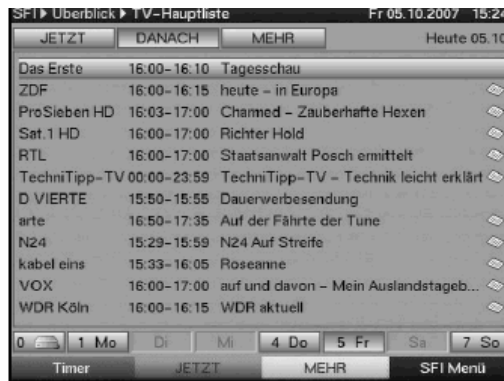 SFI▶ Überblick▶ TV-Hauptliste Fr 05.10.2007 15:24
JETZT DANACH MEHR Heute 05.10
Das Erste 16:00-16:10 Tagesschau
ZDF 16:00-16:15 heute - in Europa
ProSieben HD 16:03-17:00 Charmed - Zauberhafte Hexen
Sat.1 HD 16:00-17:00 Richter Hold
RTL 16:00-17:00 Staatsanwalt Posch ermittelt
TechniTipp-TV 00:00-23:59 TechniTipp-TV - Technik leicht erklärt
D VIERTE 15:50-15:55 Dauerwerbesendung
arte 16:50-17:35 Auf der Fährte der Tune
N24 15:29-15:59 N24 Auf Streife
kabel eins 15:33-16:05 Roseanne
VOX 16:00-17:00 auf und davon - Mein Auslandstageb...
WDR Köln 16:00-16:15 WDR aktuell
0 1 Mo Di Mi 4 Do 5 Fr Sa 7 So
Timer JETZT MEHR SFI Menü